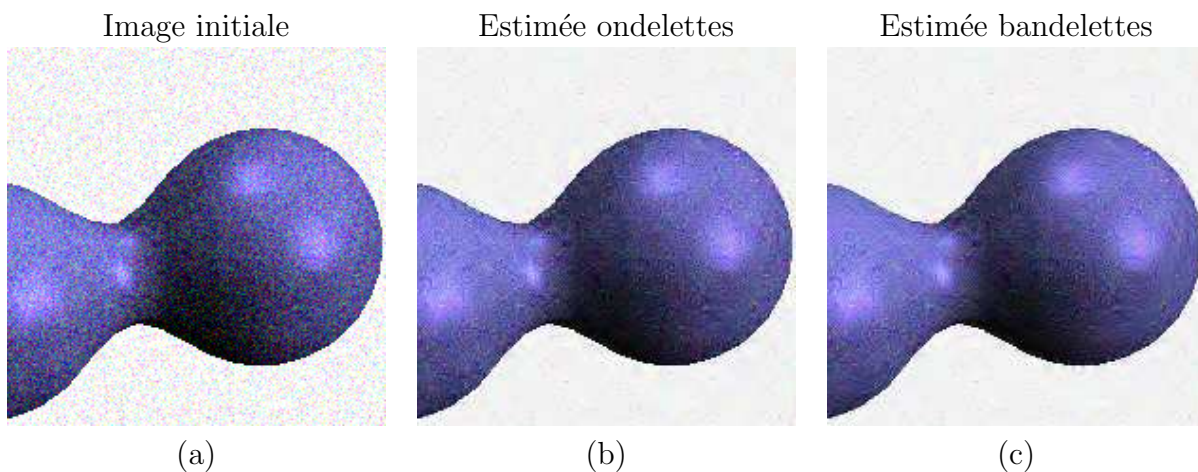 Image initiale
Estimée ondelettes
Estimée bandelettes
(a)
(b)
(c)